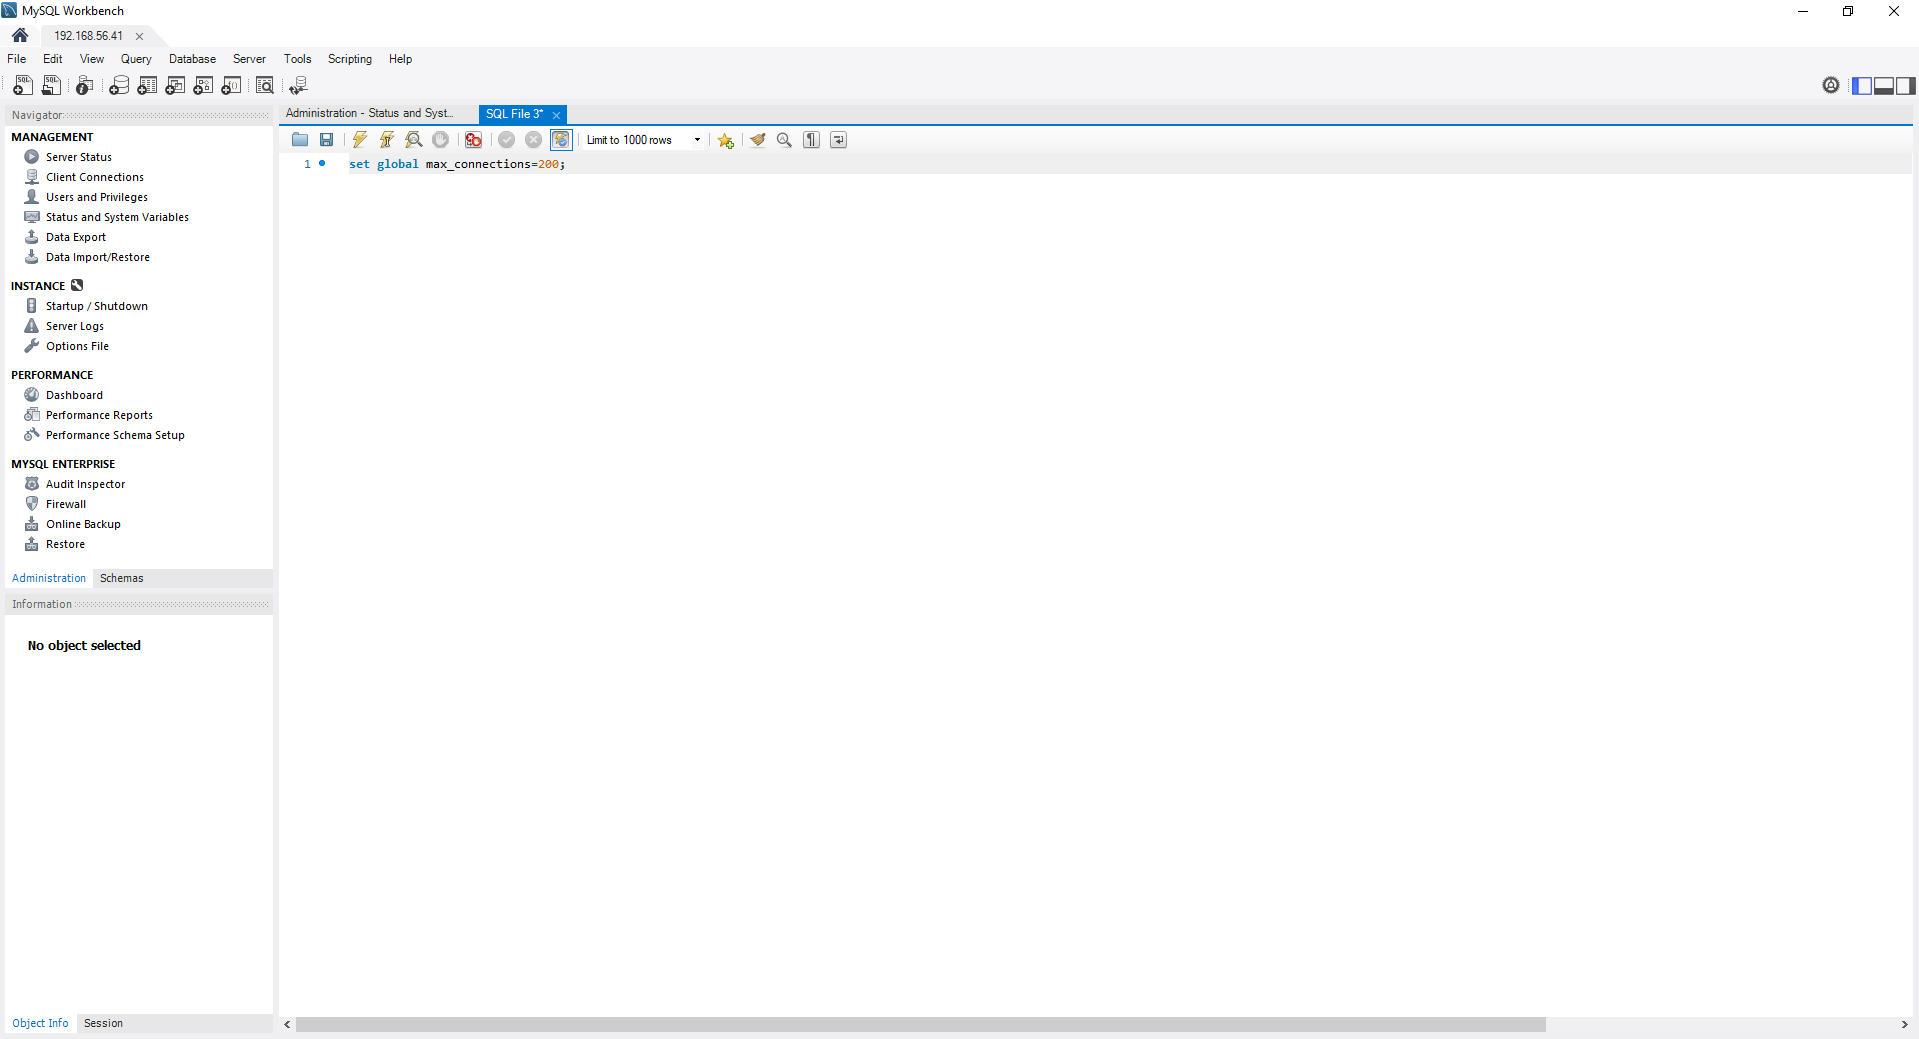 MySQL Workbench
192.168.56.41
File Edit View Query Database Server Tools Scripting Help
Navigator
MANAGEMENT
Server Status
Client Connections
Users and Privileges
Status and System Variables
Data Export
Data Import/Restore
INSTANCE
Startup / Shutdown
Server Logs
Options File
PERFORMANCE
Dashboard
Performance Reports
Performance Schema Setup
MYSQL ENTERPRISE
Audit Inspector
Firewall
Online Backup
Restore
Administration Schemas
Information
No object selected
Object Info Session
Administration - Status and Syst... SQL File 3*
Limit to 1000 rows
1 set global max_connections=200;